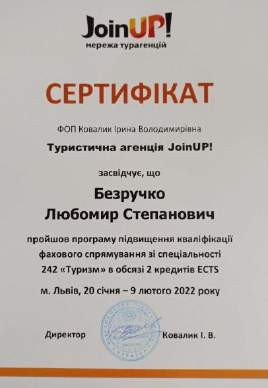 JoinUP!
мережа турагенцій
СЕРТИФІКАТ
ФОП Ковалик Ірина Володимирівна
Туристична агенція JoinUP!
засвідчує, що
Безручко
Любомир Степанович
пройшов програму підвищення кваліфікації
фахового спрямування зі спеціальності
242 «Туризм» в обсязі 2 кредитів ECTS
м. Львів, 20 січня – 9 лютого 2022 року
Директор Ковалик І. В.